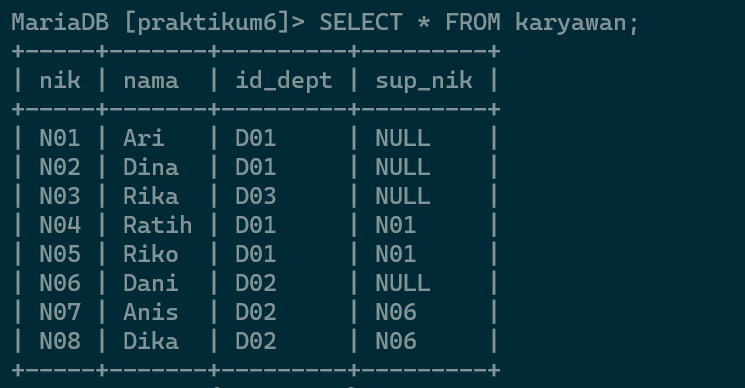 MariaDB [praktikum6]> SELECT * FROM karyawan;
+-----+-------+---------+---------+
| nik | nama  | id_dept | sup_nik |
+-----+-------+---------+---------+
| N01 | Ari   | D01     | NULL    |
| N02 | Dina  | D01     | NULL    |
| N03 | Rika  | D03     | NULL    |
| N04 | Ratih | D01     | N01     |
| N05 | Riko  | D01     | N01     |
| N06 | Dani  | D02     | NULL    |
| N07 | Anis  | D02     | N06     |
| N08 | Dika  | D02     | N06     |
+-----+-------+---------+---------+